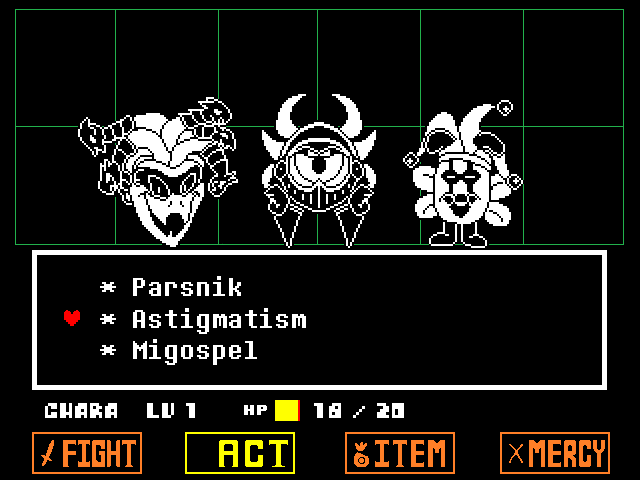 * Parsnik
* Astigmatism
* Migospel
CHARA LV 1 HP 18 / 20
FIGHT ACT ITEM MERCY